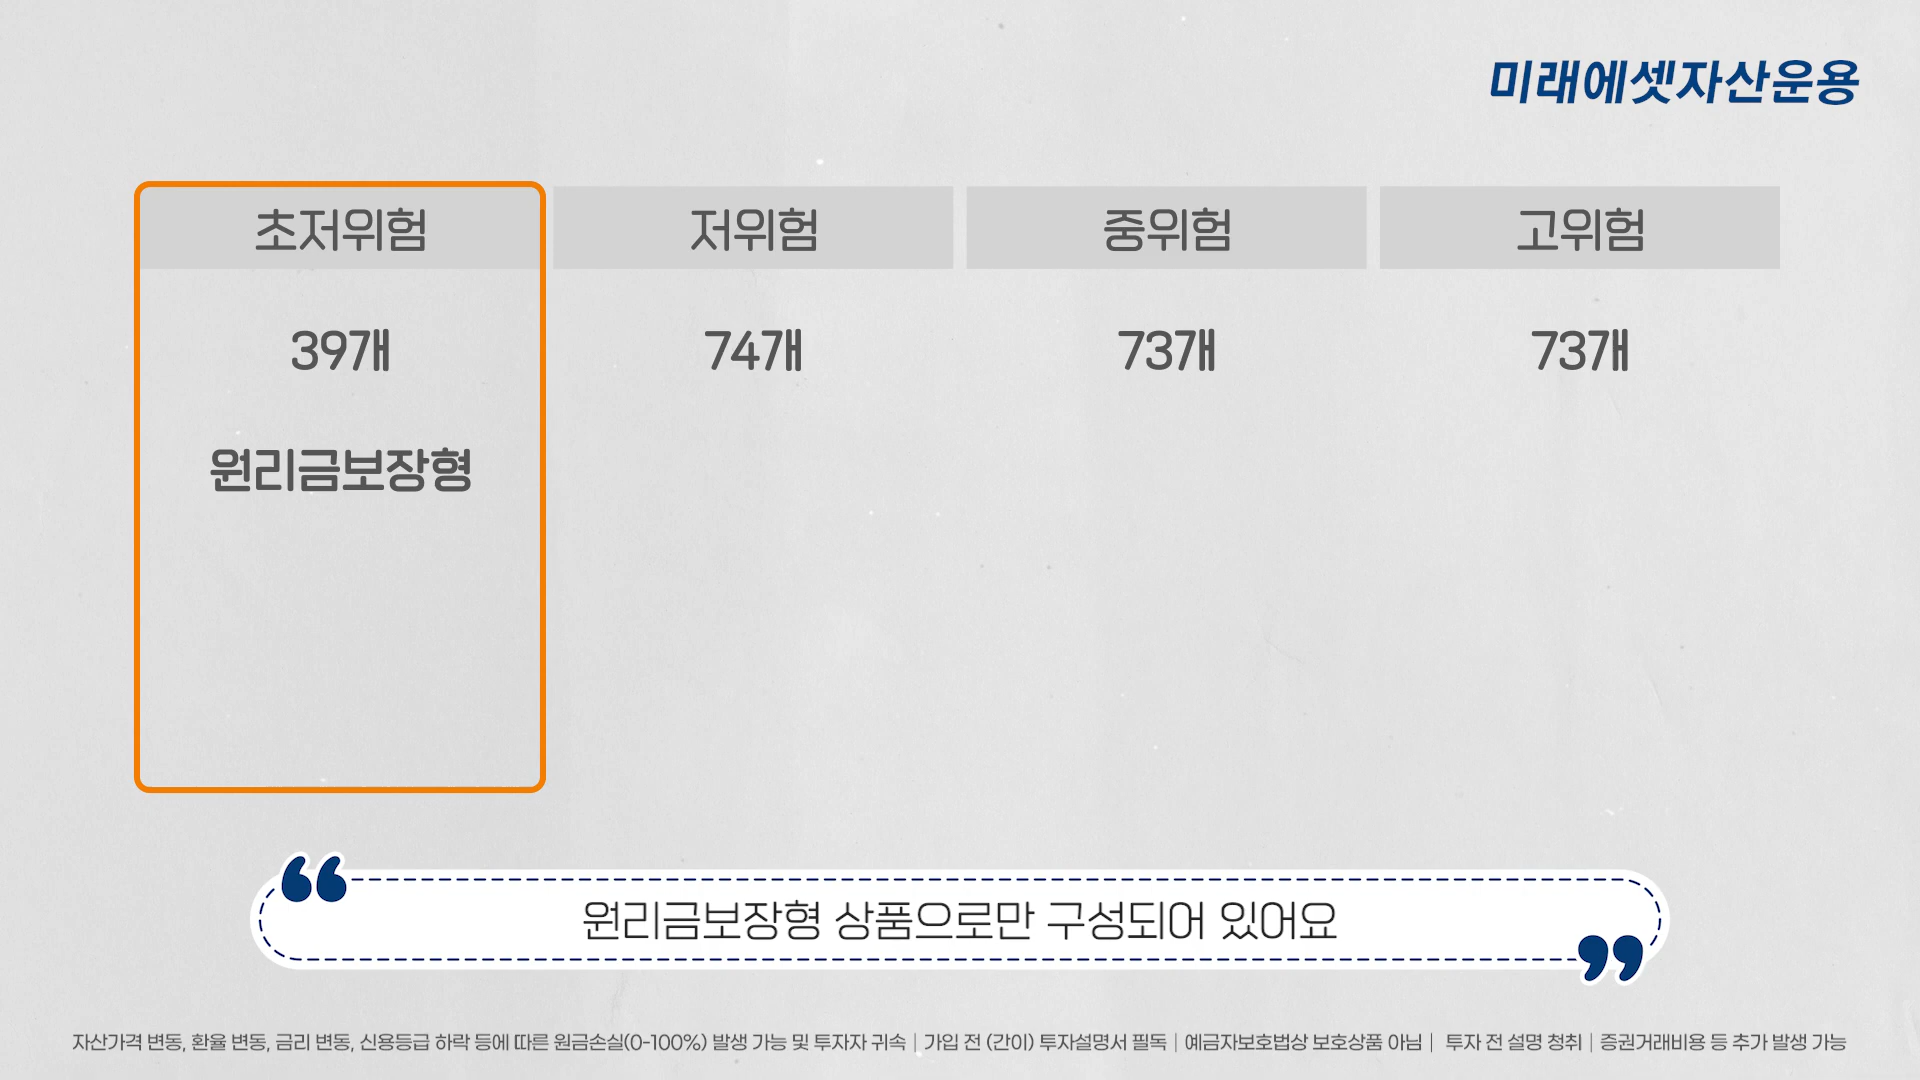 미래에셋자산운용
초저위험 저위험 중위험 고위험
39개 74개 73개 73개
원리금보장형
원리금보장형 상품으로만 구성되어 있어요
자산가격 변동, 환율 변동, 금리 변동, 신용등급 하락 등에 따른 원금손실(0-100%) 발생 가능 및 투자자 귀속 | 가입 전 (간이) 투자설명서 필독 | 예금자보호법상 보호상품 아님 | 투자 전 설명 청취 | 증권거래비용 등 추가 발생 가능